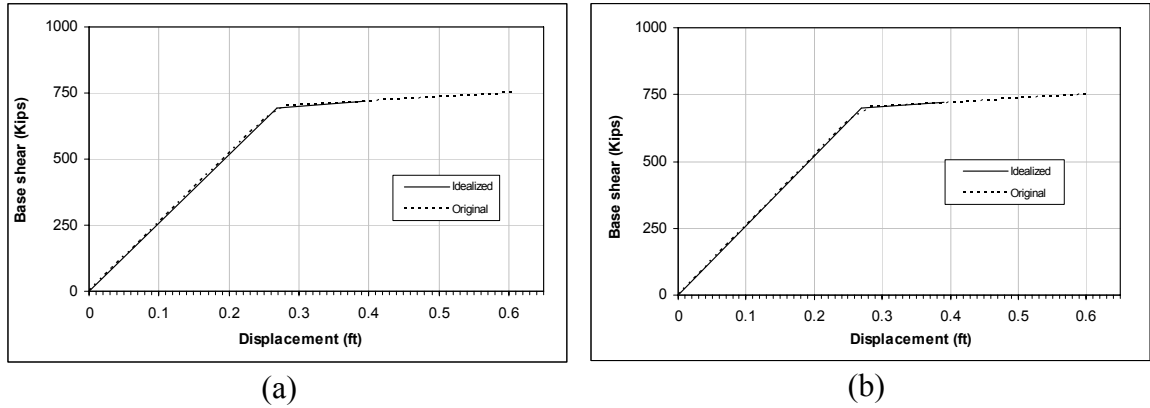 1000
750
500
250
0
Base shear (Kips)
0 0.1 0.2 0.3 0.4 0.5 0.6
Displacement (ft)
Idealized
Original
(a)
1000
750
500
250
0
Base shear (Kips)
0 0.1 0.2 0.3 0.4 0.5 0.6
Displacement (ft)
Idealized
Original
(b)